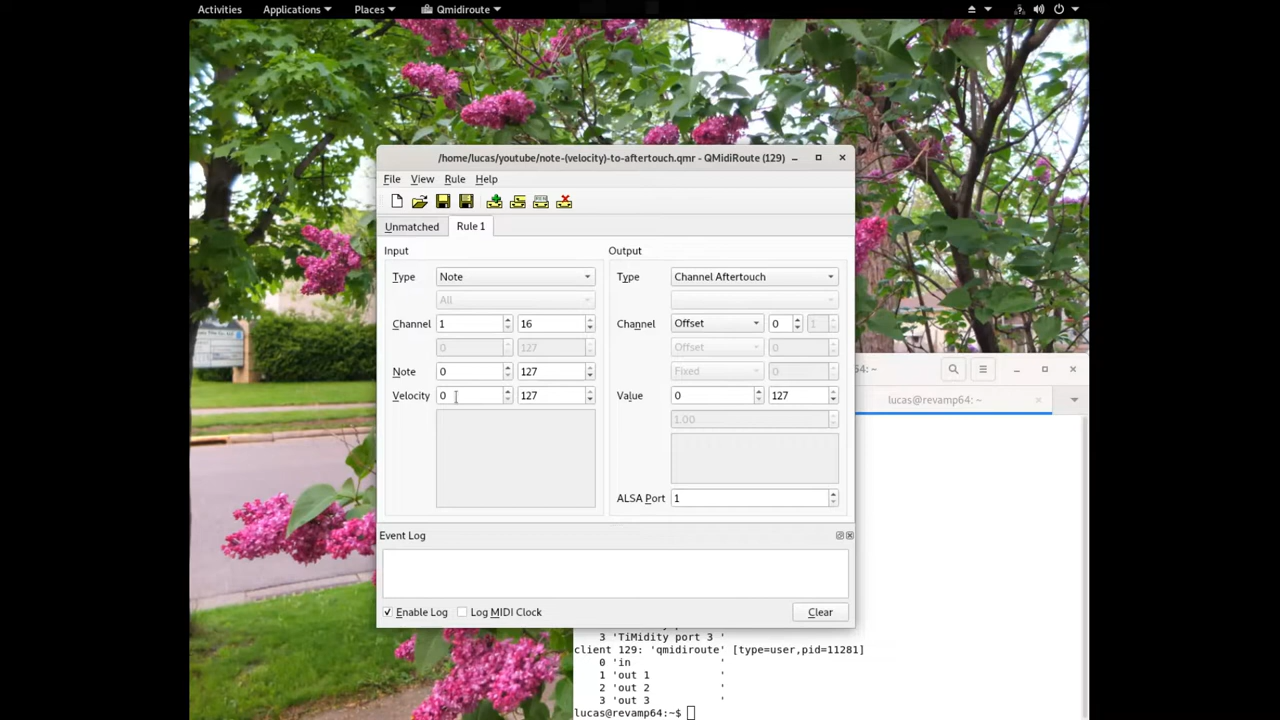 Activities Applications Places Qmidiroute
/home/lucas/youtube/note-(velocity)-to-aftertouch.qmr - QMidiRoute (129)
File View Rule Help
Unmatched Rule 1
Input Output
Type Note Type Channel Aftertouch
All
Channel 1 16 Channel Offset 0 1
0 127 Offset 0
Note 0 127 Fixed 0
Velocity 0 127 Value 0 127
1.00
ALSA Port 1
Event Log
Enable Log Log MIDI Clock Clear
lucas@revamp64: ~
3 'TiMidity port 3 '
client 129: 'qmidiroute' [type=user,pid=11281]
0 'in '
1 'out 1 '
2 'out 2 '
3 'out 3 '
lucas@revamp64:~$